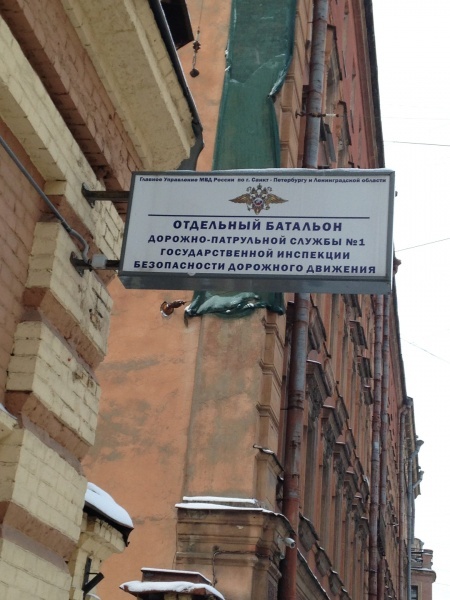 Главное Управление МВД России по г. Санкт - Петербургу и Ленинградской области
ОТДЕЛЬНЫЙ БАТАЛЬОН
ДОРОЖНО-ПАТРУЛЬНОЙ СЛУЖБЫ №1
ГОСУДАРСТВЕННОЙ ИНСПЕКЦИИ
БЕЗОПАСНОСТИ ДОРОЖНОГО ДВИЖЕНИЯ